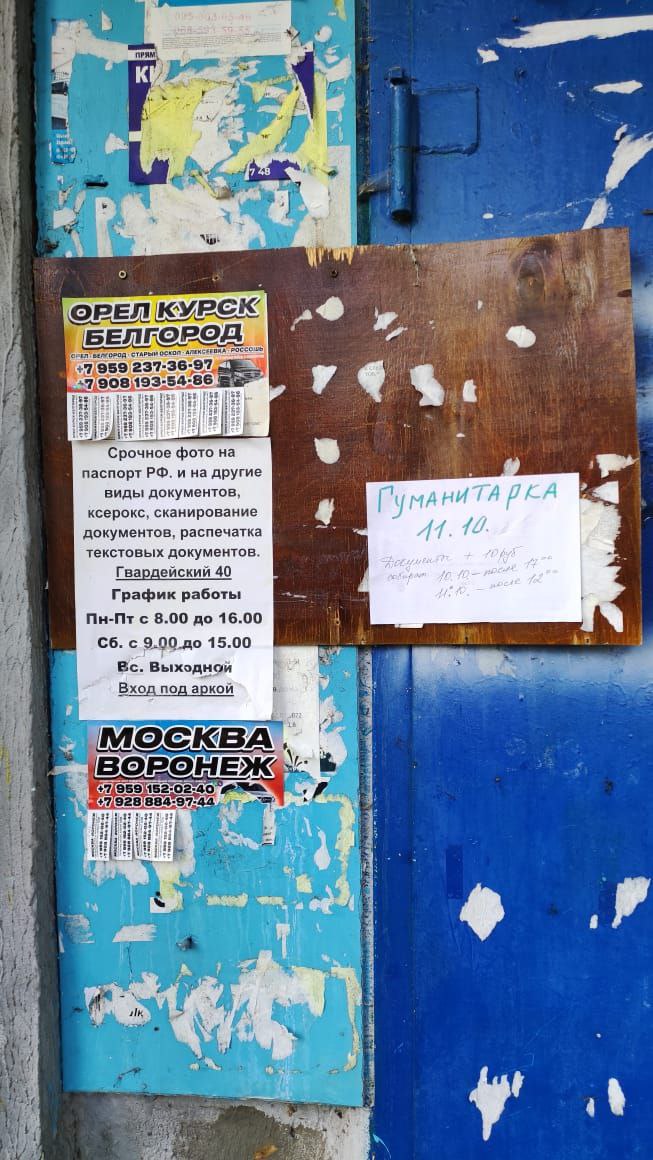 ПРЯМ
7 48
ОРЕЛ КУРСК
БЕЛГОРОД
ОРЕЛ - БЕЛГОРОД - СТАРЫЙ ОСКОЛ - АЛЕКСЕЕВКА - РОССОШЬ
+7 959 237-36-97
+7 908 193-54-86
Срочное фото на
паспорт РФ. и на другие
виды документов,
ксерокс, сканирование
документов, распечатка
текстовых документов.
Гвардейский 40
График работы
Пн-Пт с 8.00 до 16.00
Сб. с 9.00 до 15.00
Вс. Выходной
Вход под аркой
ГУМАНИТАРКА
11.10.
Документы + 10 руб
собират 10.10. – после 17⁰⁰
11.10. – после 12⁰⁰
МОСКВА
ВОРОНЕЖ
+7 959 152-02-40
+7 928 884-97-44